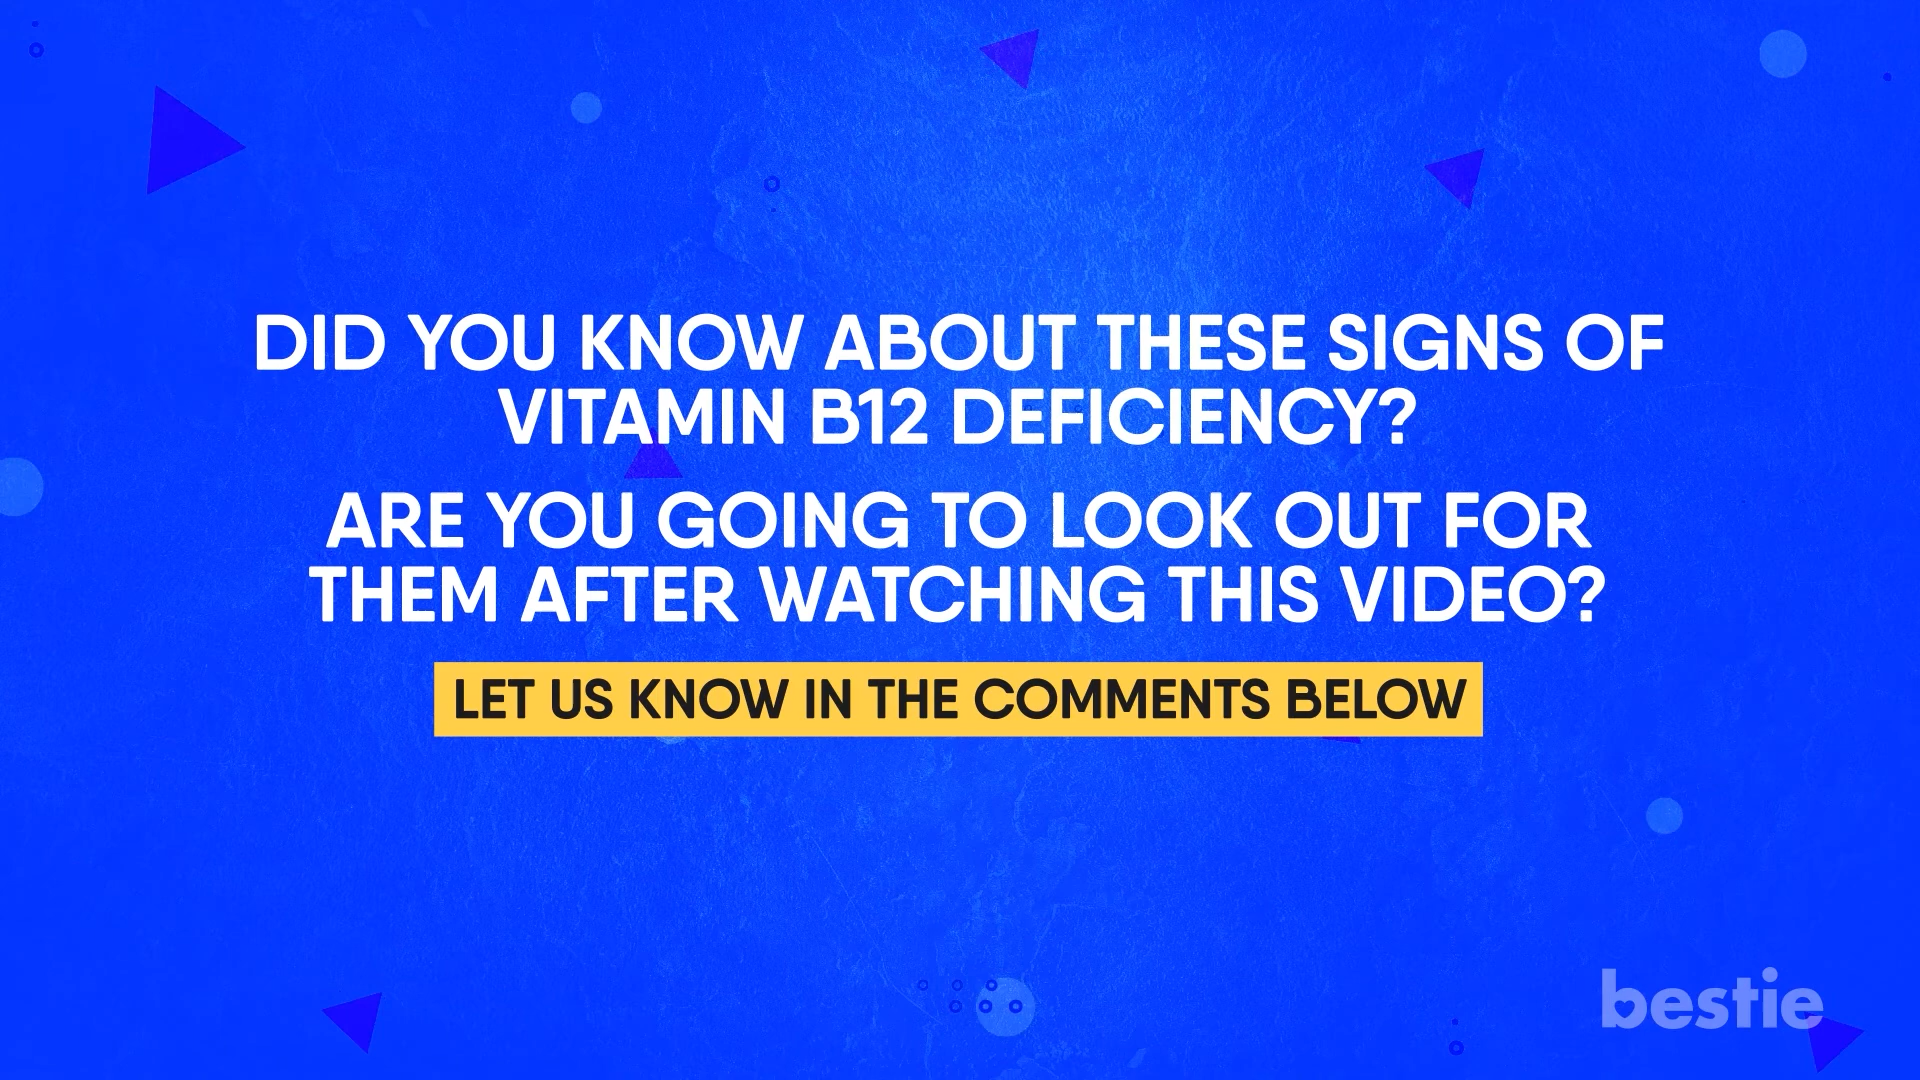 DID YOU KNOW ABOUT THESE SIGNS OF
VITAMIN B12 DEFICIENCY?
ARE YOU GOING TO LOOK OUT FOR
THEM AFTER WATCHING THIS VIDEO?
LET US KNOW IN THE COMMENTS BELOW
bestie